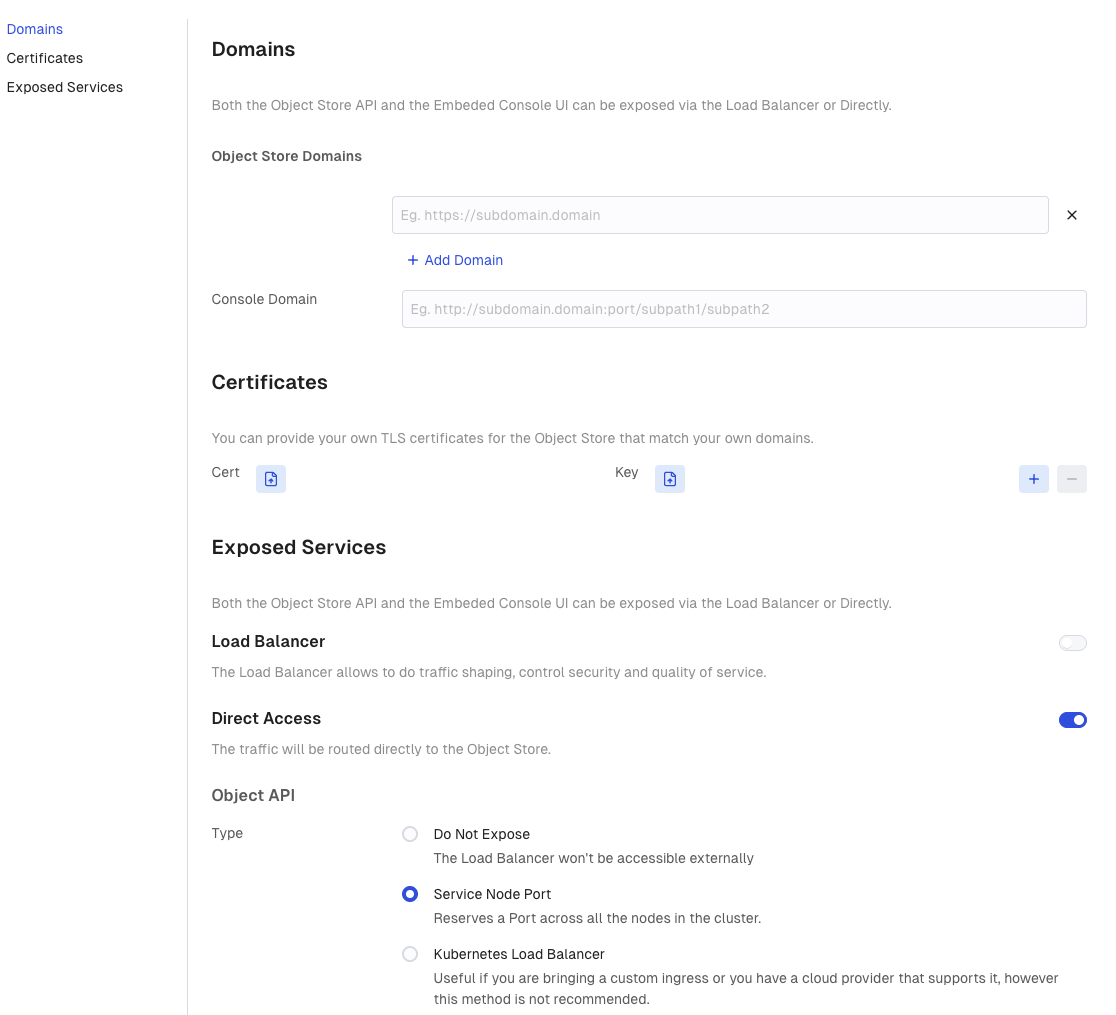 Domains
Certificates
Exposed Services
Domains
Both the Object Store API and the Embeded Console UI can be exposed via the Load Balancer or Directly.
Object Store Domains
Eg. https://subdomain.domain
Add Domain
Console Domain
Eg. http://subdomain.domain:port/subpath1/subpath2
Certificates
You can provide your own TLS certificates for the Object Store that match your own domains.
Cert
Key
Exposed Services
Both the Object Store API and the Embeded Console UI can be exposed via the Load Balancer or Directly.
Load Balancer
The Load Balancer allows to do traffic shaping, control security and quality of service.
Direct Access
The traffic will be routed directly to the Object Store.
Object API
Type
Do Not Expose
The Load Balancer won't be accessible externally
Service Node Port
Reserves a Port across all the nodes in the cluster.
Kubernetes Load Balancer
Useful if you are bringing a custom ingress or you have a cloud provider that supports it, however
this method is not recommended.